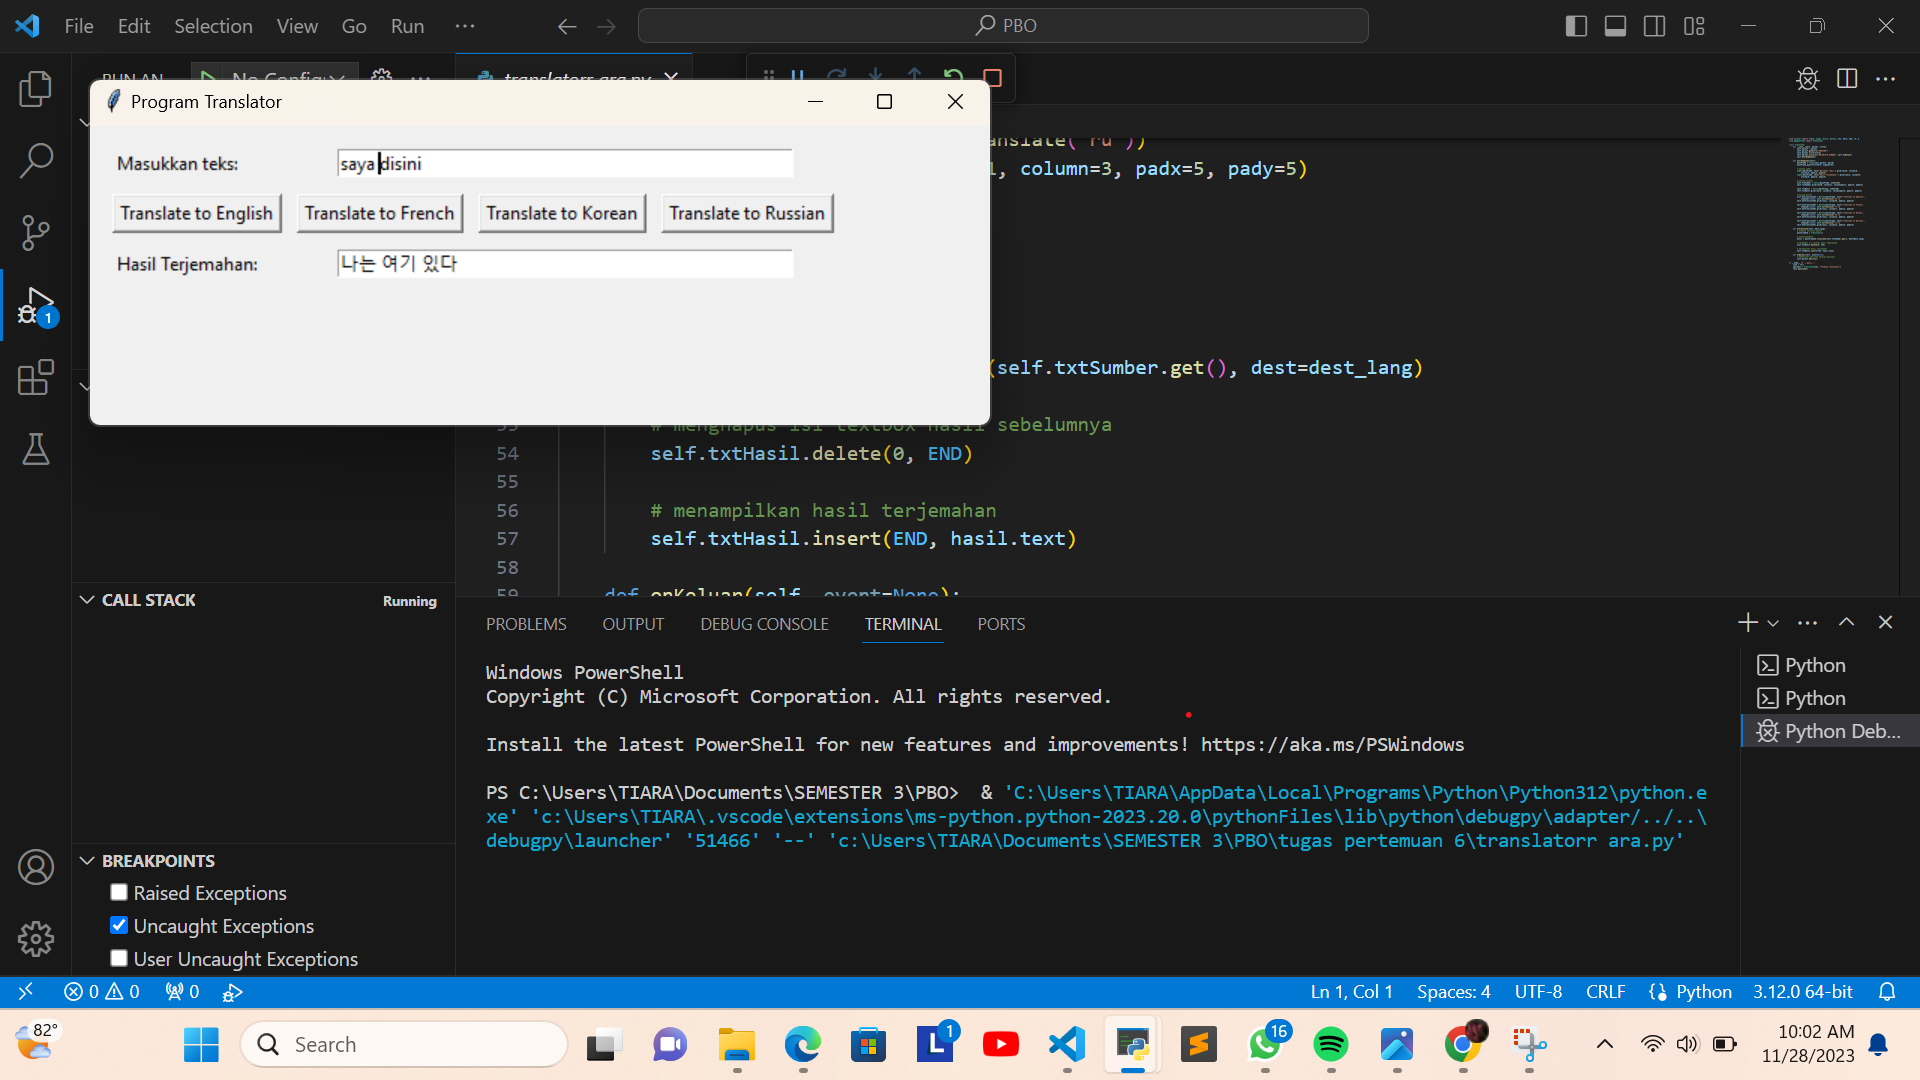 File Edit Selection View Go Run ···
PBO
RUN AN
No Config
translatorr ara.py
Program Translator
Masukkan teks:
saya disini
Translate to English
Translate to French
Translate to Korean
Translate to Russian
Hasil Terjemahan:
나는 여기 있다
anslate('ru'))
, column=3, padx=5, pady=5)
(self.txtSumber.get(), dest=dest_lang)
53 # menghapus isi textbox hasil sebelumnya
54 self.txtHasil.delete(0, END)
55
56 # menampilkan hasil terjemahan
57 self.txtHasil.insert(END, hasil.text)
58
59 def onKeluar(self, event=None):
1
CALL STACK
Running
BREAKPOINTS
Raised Exceptions
Uncaught Exceptions
User Uncaught Exceptions
PROBLEMS OUTPUT DEBUG CONSOLE TERMINAL PORTS
Windows PowerShell
Copyright (C) Microsoft Corporation. All rights reserved.
Install the latest PowerShell for new features and improvements! https://aka.ms/PSWindows
PS C:\Users\TIARA\Documents\SEMESTER 3\PBO>  & 'C:\Users\TIARA\AppData\Local\Programs\Python\Python312\python.e
xe' 'c:\Users\TIARA\.vscode\extensions\ms-python.python-2023.20.0\pythonFiles\lib\python\debugpy\adapter/../..\
debugpy\launcher' '51466' '--' 'c:\Users\TIARA\Documents\SEMESTER 3\PBO\tugas pertemuan 6\translatorr ara.py'
Python
Python
Python Deb...
0 0 0
Ln 1, Col 1 Spaces: 4 UTF-8 CRLF Python 3.12.0 64-bit
82°
Search
L
1
16
10:02 AM
11/28/2023